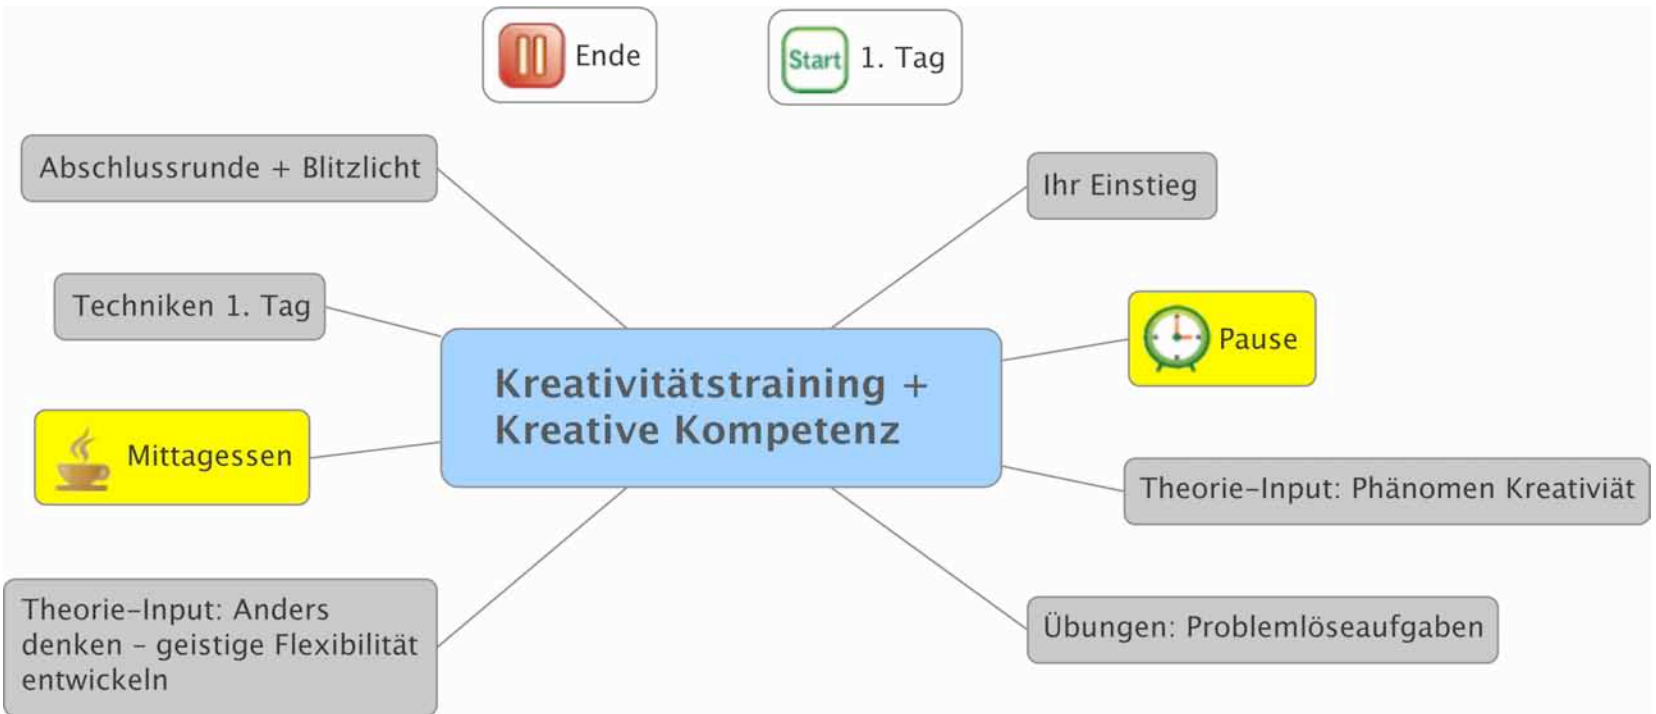 Ende
Start
1. Tag
Abschlussrunde + Blitzlicht
Ihr Einstieg
Techniken 1. Tag
Pause
Kreativitätstraining +
Kreative Kompetenz
Mittagessen
Theorie-Input: Phänomen Kreativiät
Theorie-Input: Anders
denken – geistige Flexibilität
entwickeln
Übungen: Problemlöseaufgaben